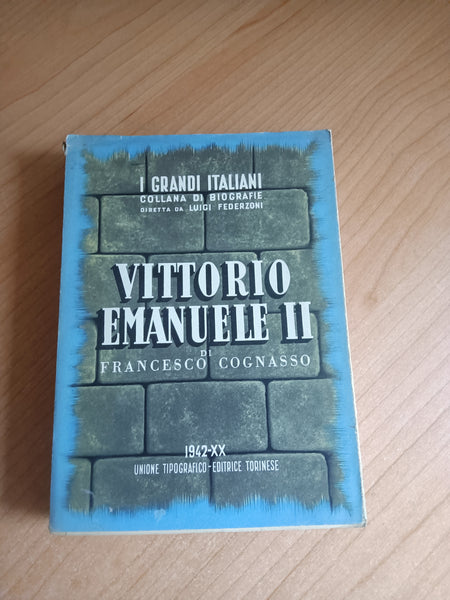 I GRANDI ITALIANI
COLLANA DI BIOGRAFIE
DIRETTA DA LUIGI FEDERZONI
VITTORIO
EMANUELE II
DI
FRANCESCO COGNASSO
1942-XX
UNIONE TIPOGRAFICO-EDITRICE TORINESE